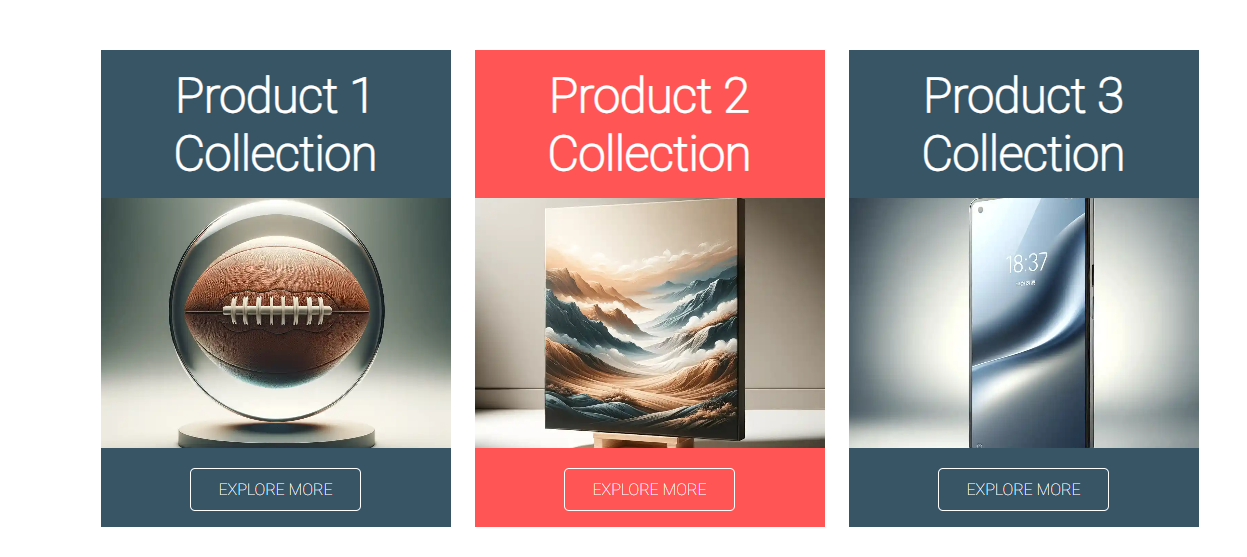 Product 1
Collection
EXPLORE MORE
Product 2
Collection
EXPLORE MORE
Product 3
Collection
18:37
EXPLORE MORE